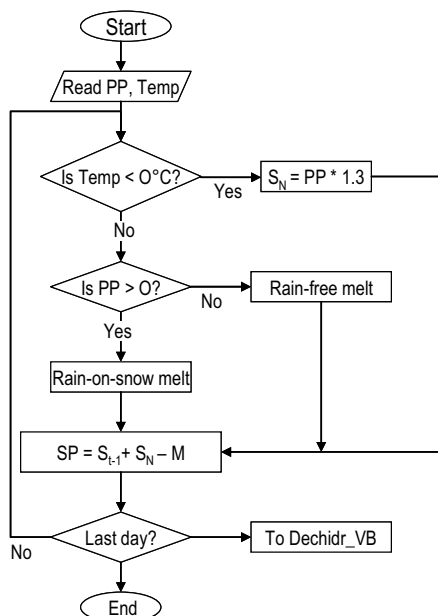 Start
Read PP, Temp
Is Temp < O°C?
Yes
S_N = PP * 1.3
No
Is PP > O?
No
Rain-free melt
Yes
Rain-on-snow melt
SP = S_t-1 + S_N – M
Last day?
No
To Dechidr_VB
End